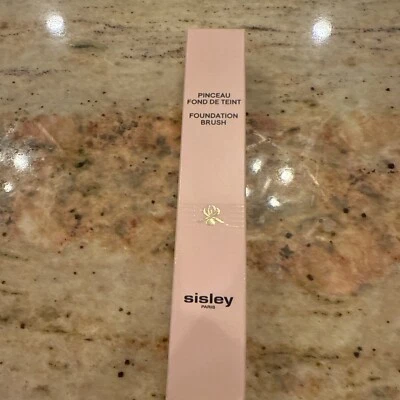 PINCEAU
FOND DE TEINT
FOUNDATION
BRUSH
sisley
PARIS